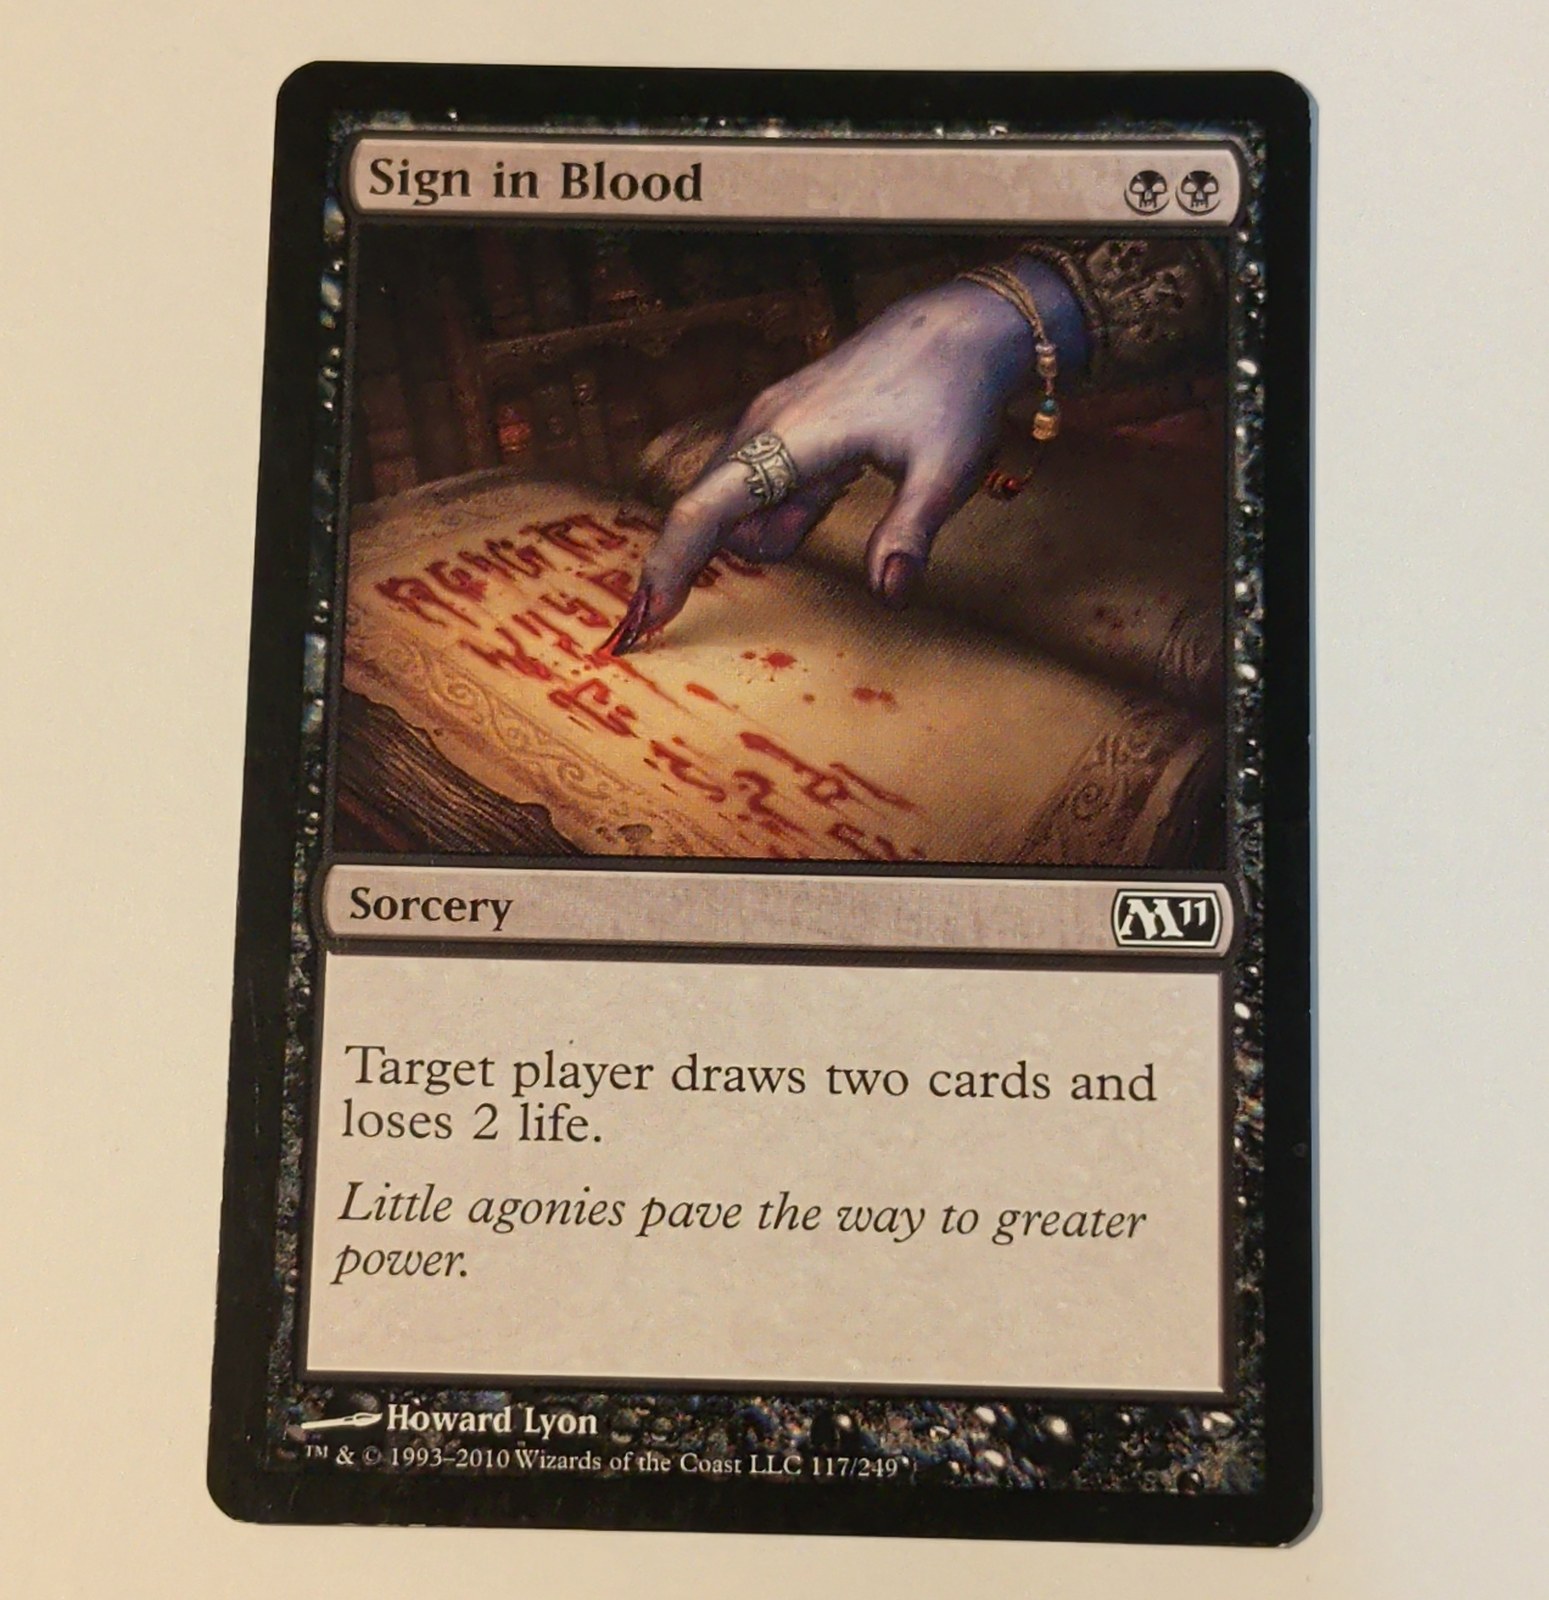 Sign in Blood
Sorcery
M11
Target player draws two cards and
loses 2 life.
Little agonies pave the way to greater
power.
Howard Lyon
™ & © 1993–2010 Wizards of the Coast LLC 117/249